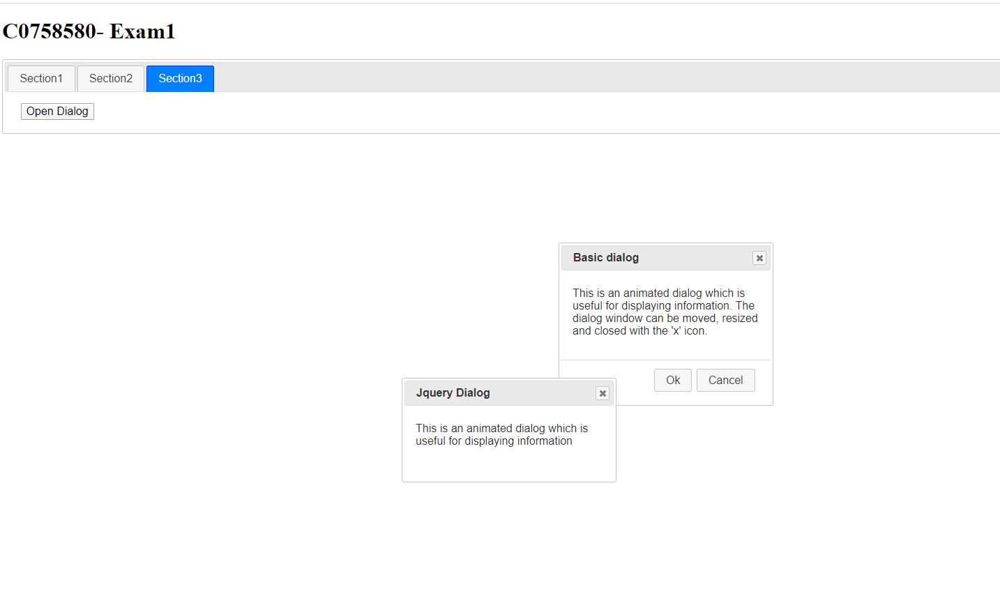 C0758580- Exam1
Section1 Section2 Section3
Open Dialog
Basic dialog
This is an animated dialog which is
useful for displaying information. The
dialog window can be moved, resized
and closed with the 'x' icon.
Ok Cancel
Jquery Dialog
This is an animated dialog which is
useful for displaying information